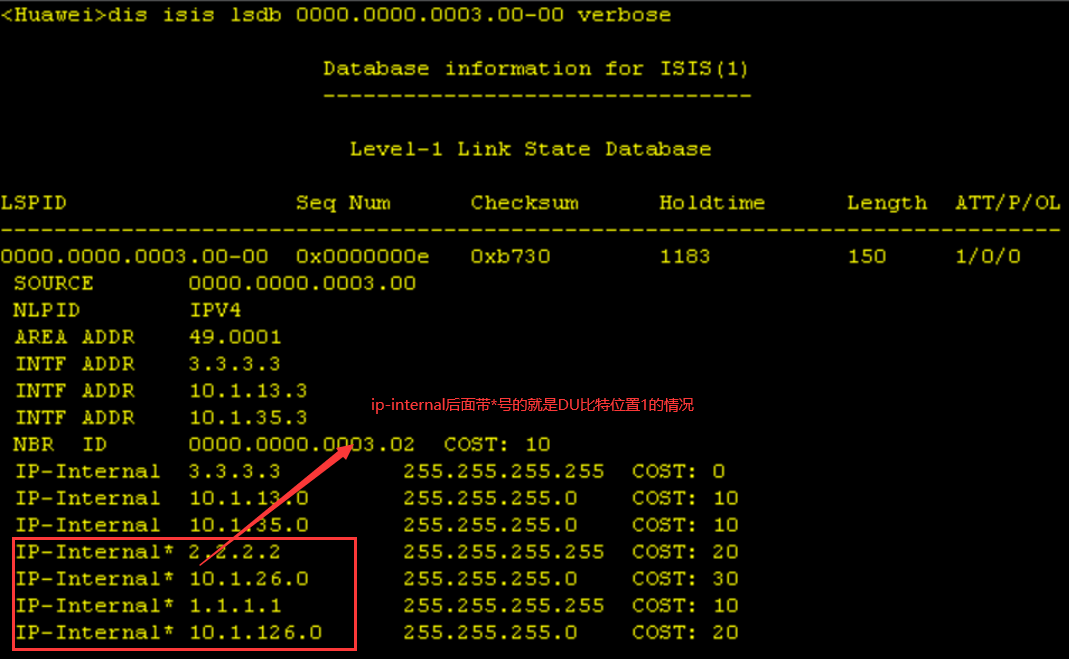 <Huawei>dis isis lsdb 0000.0000.0003.00-00 verbose
Database information for ISIS(1)
--------------------------------
Level-1 Link State Database
LSPID Seq Num Checksum Holdtime Length ATT/P/OL
-------------------------------------------------------------------------------
0000.0000.0003.00-00 0x0000000e 0xb730 1183 150 1/0/0
SOURCE 0000.0000.0003.00
NLPID IPV4
AREA ADDR 49.0001
INTF ADDR 3.3.3.3
INTF ADDR 10.1.13.3
ip-internal后面带*号的就是DU比特位置1的情况
INTF ADDR 10.1.35.3
NBR ID 0000.0000.0003.02 COST: 10
IP-Internal 3.3.3.3 255.255.255.255 COST: 0
IP-Internal 10.1.13.0 255.255.255.0 COST: 10
IP-Internal 10.1.35.0 255.255.255.0 COST: 10
IP-Internal* 2.2.2.2 255.255.255.255 COST: 20
IP-Internal* 10.1.26.0 255.255.255.0 COST: 30
IP-Internal* 1.1.1.1 255.255.255.255 COST: 10
IP-Internal* 10.1.126.0 255.255.255.0 COST: 20